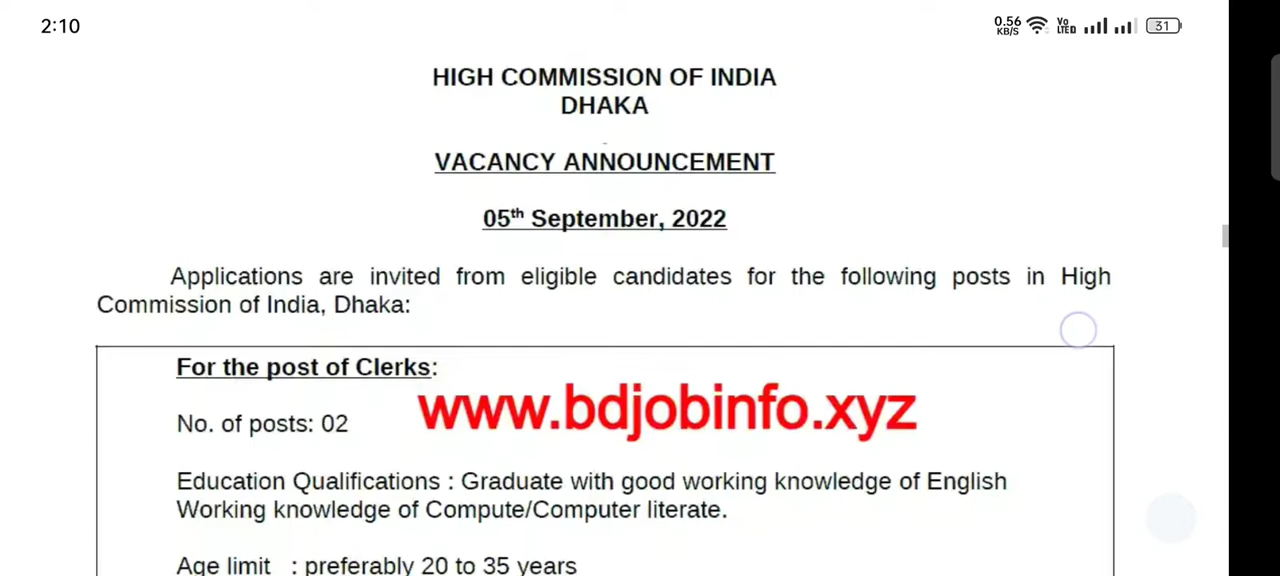 2:10
0.56
KB/S
Vo
LTED
31
HIGH COMMISSION OF INDIA
DHAKA
VACANCY ANNOUNCEMENT
05th September, 2022
Applications are invited from eligible candidates for the following posts in High
Commission of India, Dhaka:
For the post of Clerks:
www.bdjobinfo.xyz
No. of posts: 02
Education Qualifications : Graduate with good working knowledge of English
Working knowledge of Compute/Computer literate.
Age limit : preferably 20 to 35 years